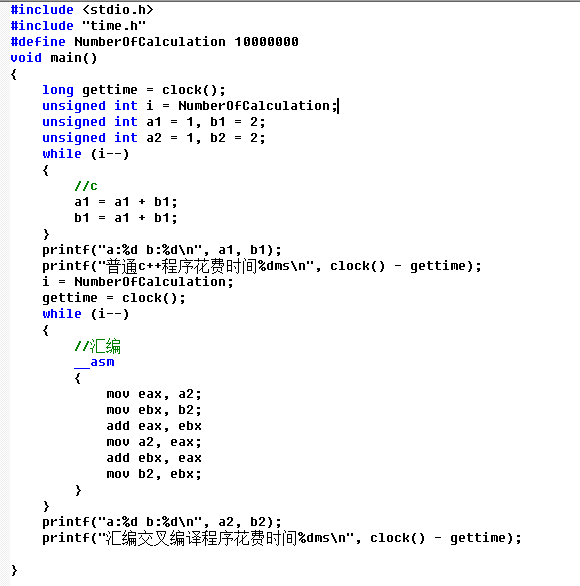 #include <stdio.h>
#include "time.h"
#define NumberOfCalculation 10000000
void main()
{
    long gettime = clock();
    unsigned int i = NumberOfCalculation;
    unsigned int a1 = 1, b1 = 2;
    unsigned int a2 = 1, b2 = 2;
    while (i--)
    {
        //c
        a1 = a1 + b1;
        b1 = a1 + b1;
    }
    printf("a:%d b:%d\n", a1, b1);
    printf("普通c++程序花费时间%dms\n", clock() - gettime);
    i = NumberOfCalculation;
    gettime = clock();
    while (i--)
    {
        //汇编
        __asm
        {
            mov eax, a2;
            mov ebx, b2;
            add eax, ebx
            mov a2, eax;
            add ebx, eax
            mov b2, ebx;
        }
    }
    printf("a:%d b:%d\n", a2, b2);
    printf("汇编交叉编译程序花费时间%dms\n", clock() - gettime);
}